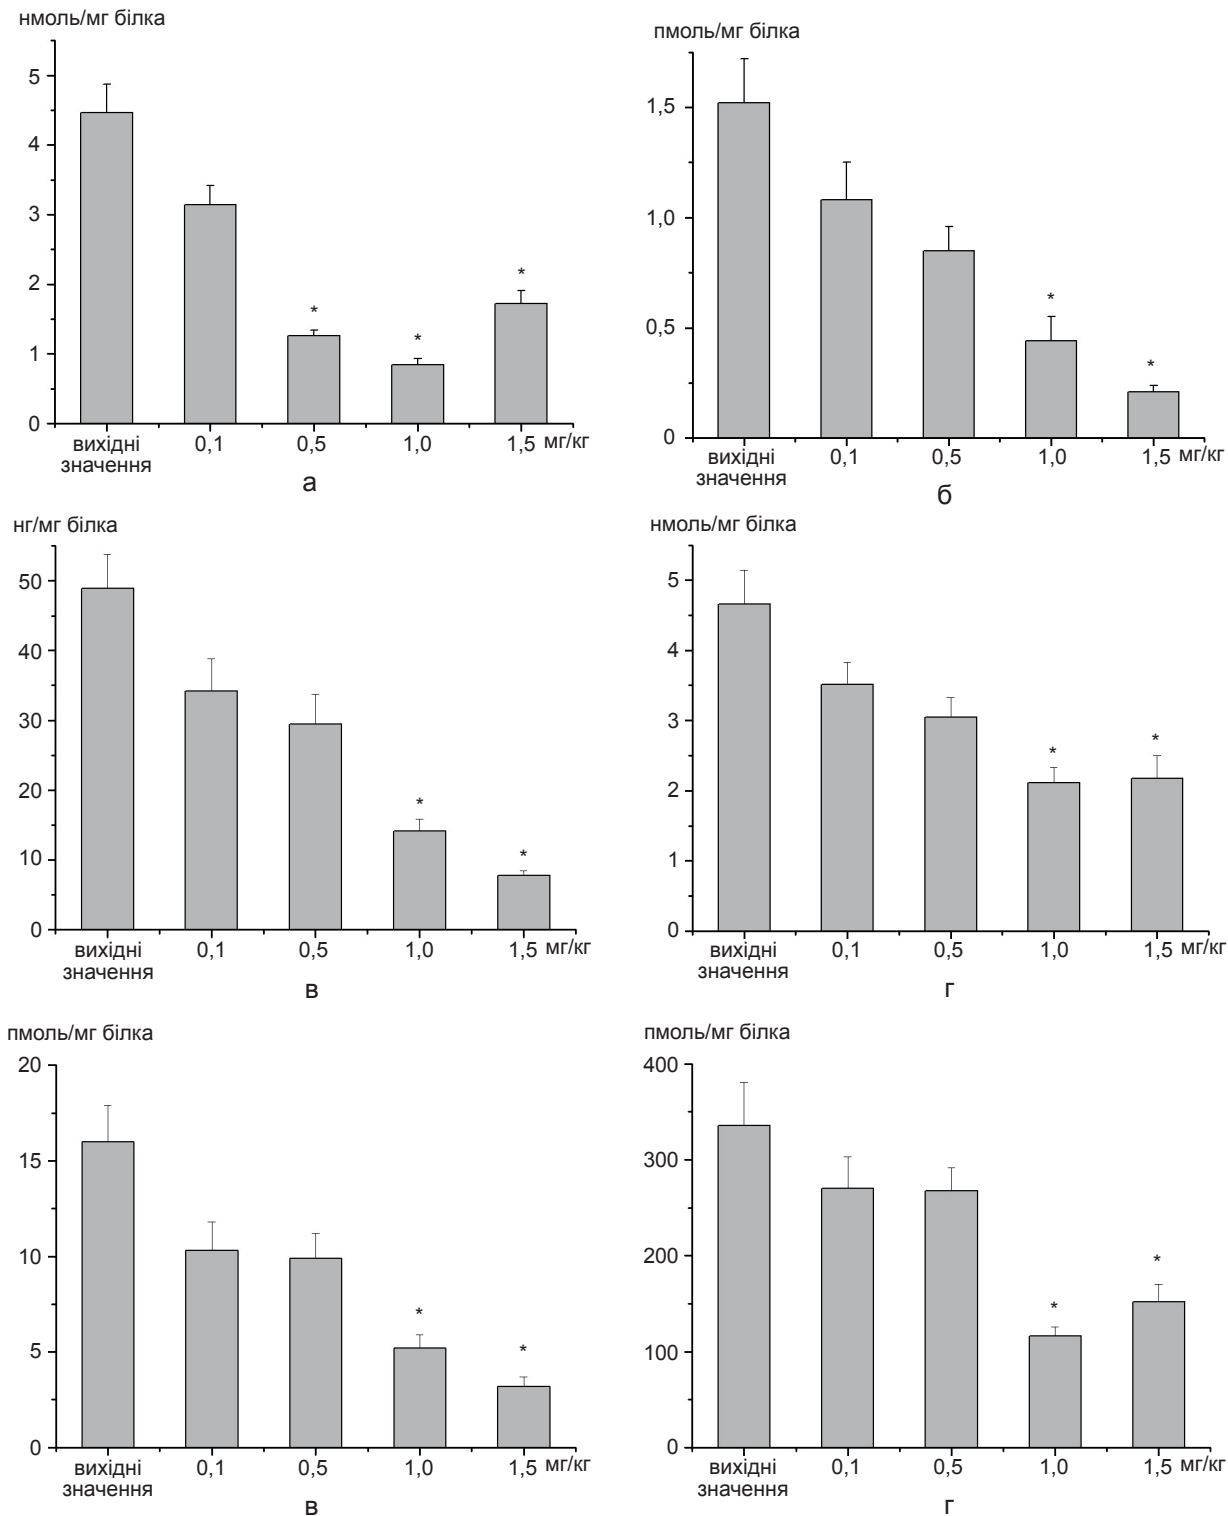 нмоль/мг білка
5
4
3
2
1
0
*
*
*
вихідні значення
0,1
0,5
1,0
1,5
мг/кг
а
пмоль/мг білка
1,5
1,0
0,5
0
*
*
вихідні значення
0,1
0,5
1,0
1,5
мг/кг
б
нг/мг білка
50
40
30
20
10
0
*
*
вихідні значення
0,1
0,5
1,0
1,5
мг/кг
в
нмоль/мг білка
5
4
3
2
1
0
*
*
вихідні значення
0,1
0,5
1,0
1,5
мг/кг
г
пмоль/мг білка
20
15
10
5
0
*
*
вихідні значення
0,1
0,5
1,0
1,5
мг/кг
в
пмоль/мг білка
400
300
200
100
0
*
*
вихідні значення
0,1
0,5
1,0
1,5
мг/кг
г